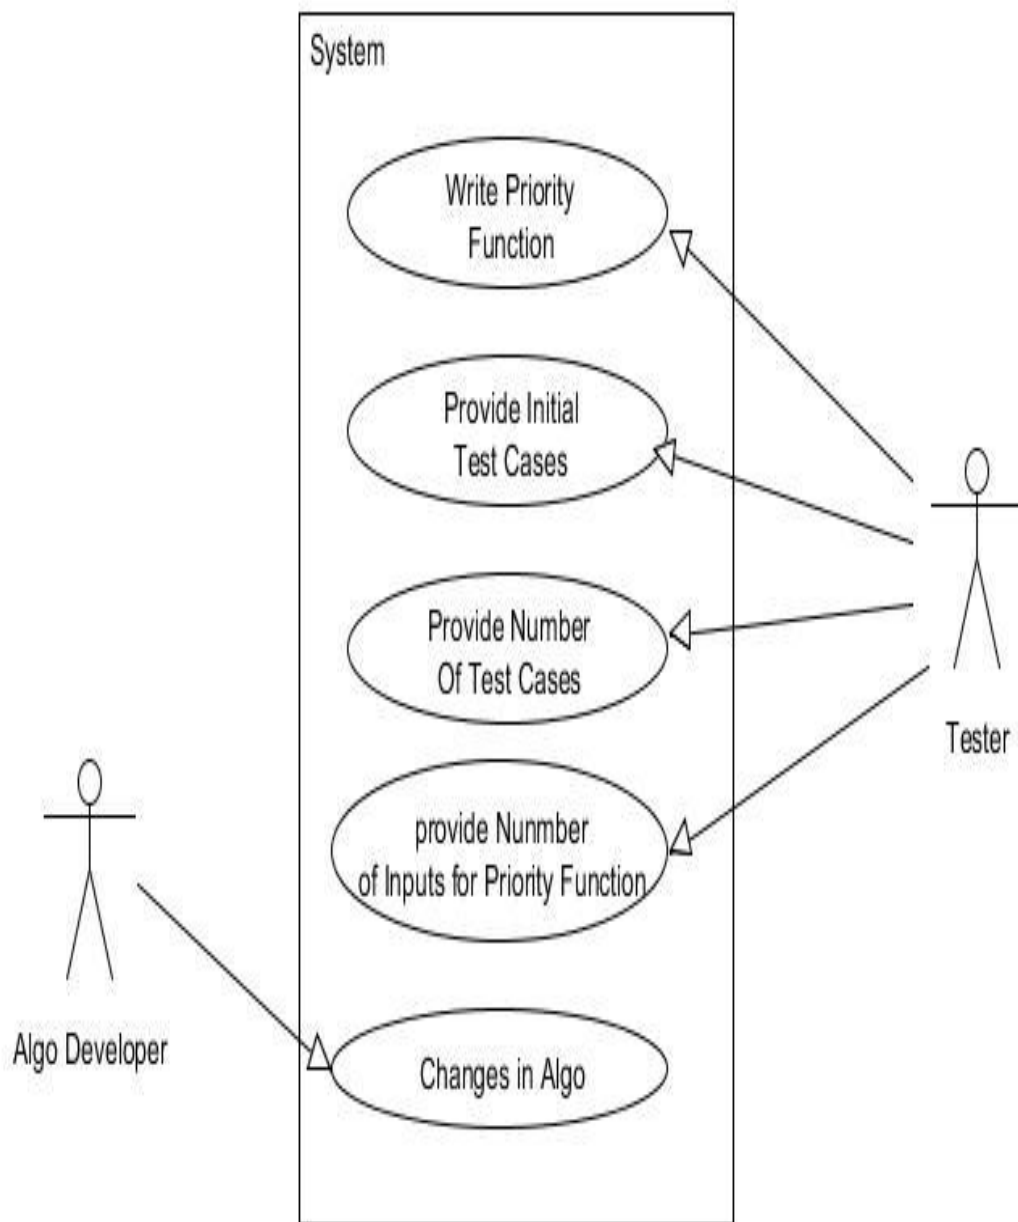 System
Write Priority
Function
Provide Initial
Test Cases
Provide Number
Of Test Cases
Tester
provide Nunmber
of Inputs for Priority Function
Algo Developer
Changes in Algo